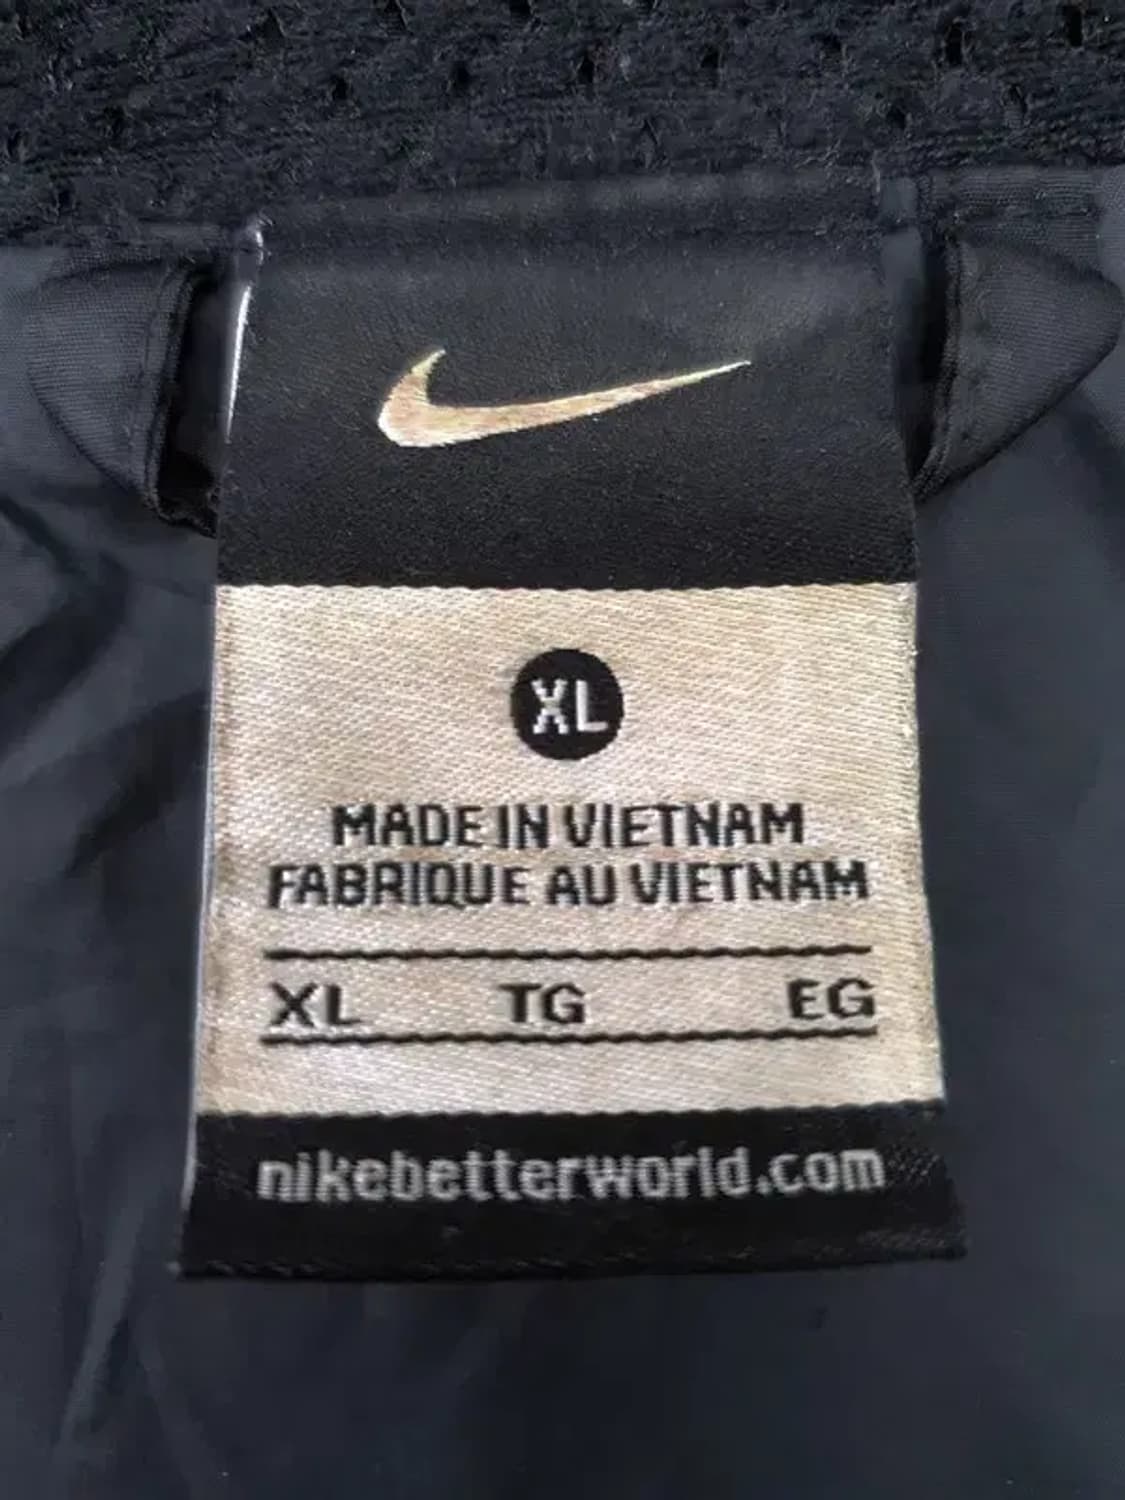 XL
MADE IN VIETNAM
FABRIQUE AU VIETNAM
XL TG EG
nikebetterworld.com